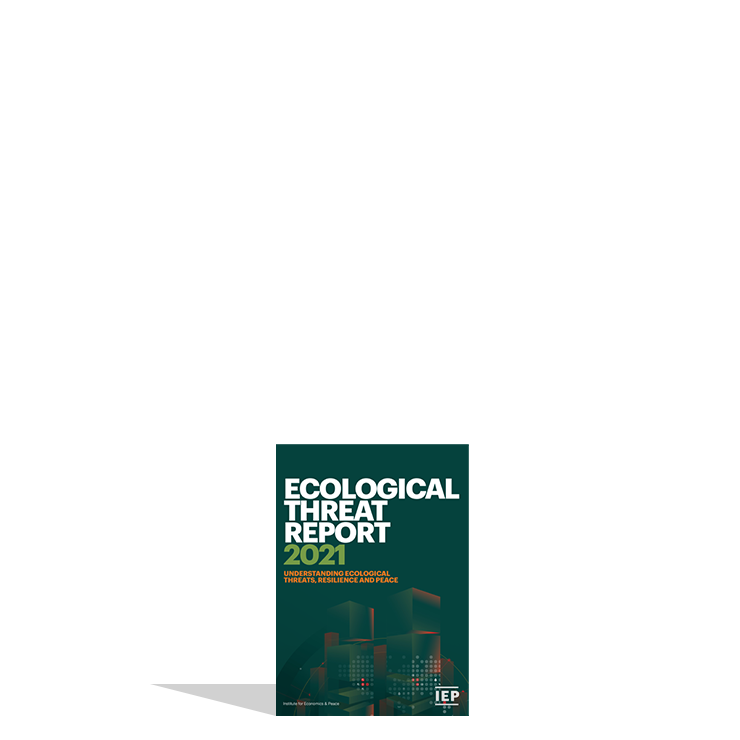 ECOLOGICAL
THREAT
REPORT
2021
UNDERSTANDING ECOLOGICAL
THREATS, RESILIENCE AND PEACE
Institute for Economics & Peace
IEP